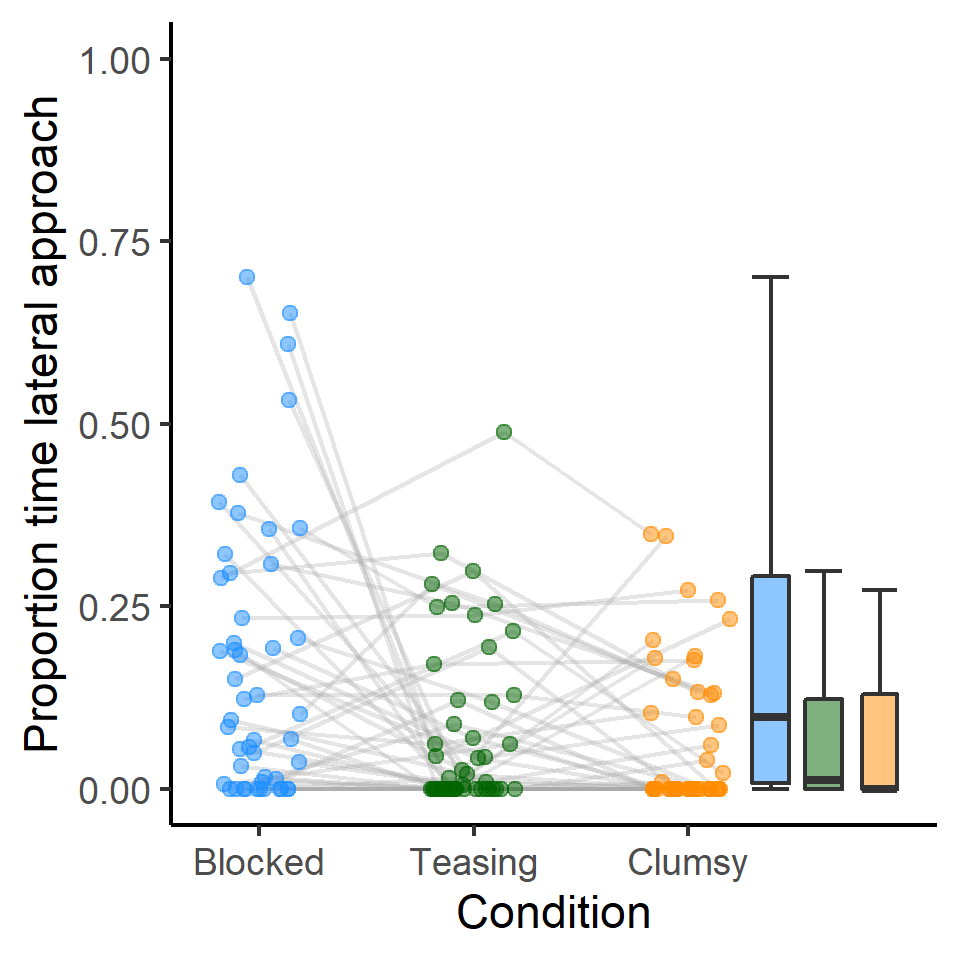 Proportion time lateral approach
1.00
0.75
0.50
0.25
0.00
Blocked Teasing Clumsy
Condition